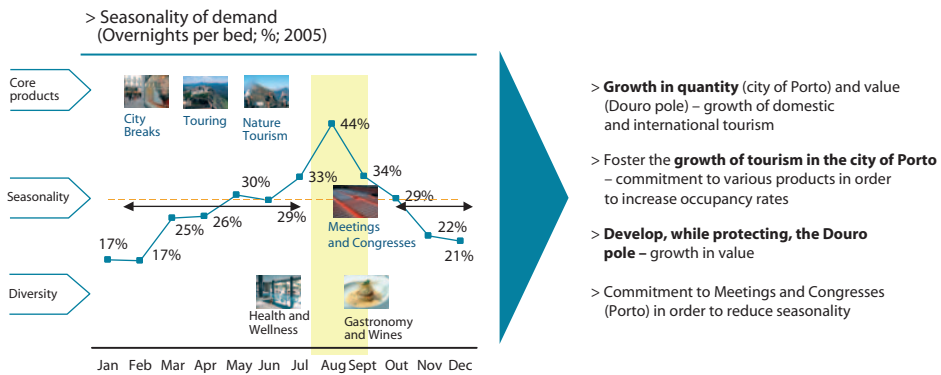 > Seasonality of demand
(Overnights per bed; %; 2005)
Core
products
City
Breaks
Touring
Nature
Tourism
Seasonality
17%
17%
25%
26%
30%
29%
33%
44%
34%
29%
22%
21%
Meetings
and Congresses
Diversity
Health and
Wellness
Gastronomy
and Wines
Jan Feb Mar Apr May Jun Jul Aug Sept Out Nov Dec
> Growth in quantity (city of Porto) and value
(Douro pole) – growth of domestic
and international tourism
> Foster the growth of tourism in the city of Porto
– commitment to various products in order
to increase occupancy rates
> Develop, while protecting, the Douro
pole – growth in value
> Commitment to Meetings and Congresses
(Porto) in order to reduce seasonality